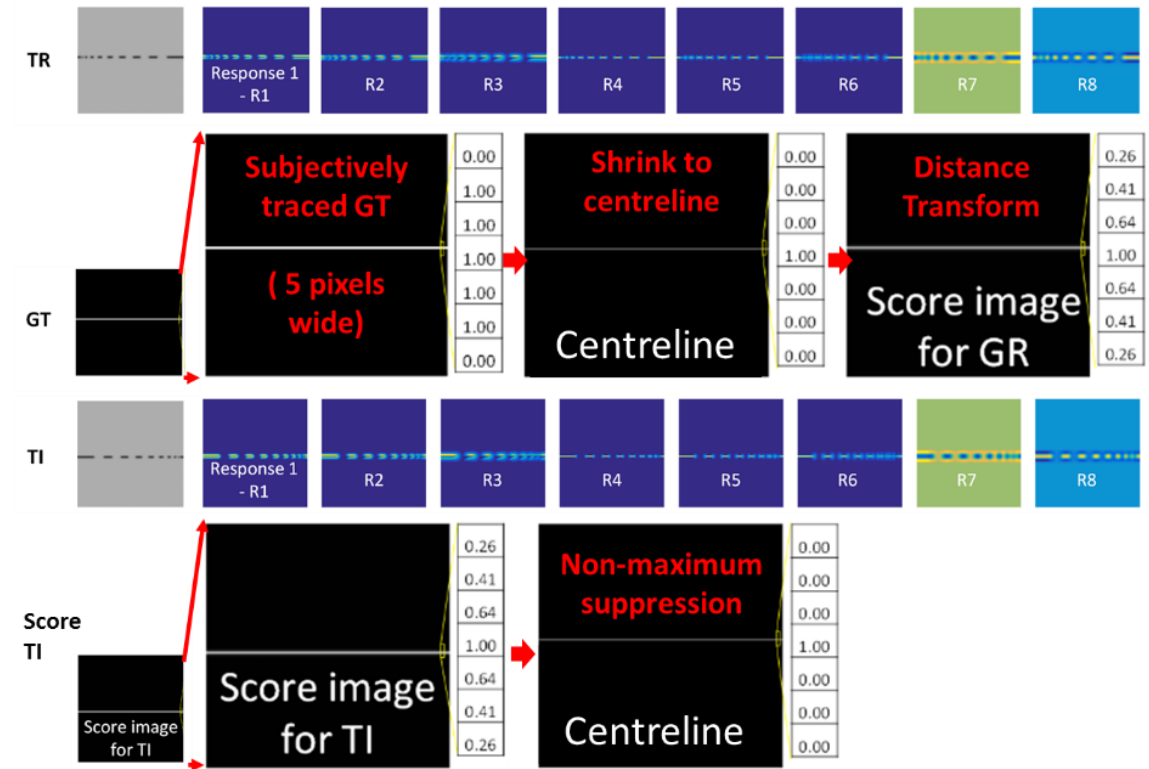 TR
Response 1
- R1
R2
R3
R4
R5
R6
R7
R8
GT
Subjectively
traced GT
( 5 pixels
wide)
0.00
1.00
1.00
1.00
1.00
1.00
0.00
Shrink to
centreline
Centreline
0.00
0.00
0.00
1.00
0.00
0.00
0.00
Distance
Transform
Score image
for GR
0.26
0.41
0.64
1.00
0.64
0.41
0.26
TI
Response 1
- R1
R2
R3
R4
R5
R6
R7
R8
Score
TI
Score image
for TI
Score image
for TI
0.26
0.41
0.64
1.00
0.64
0.41
0.26
Non-maximum
suppression
Centreline
0.00
0.00
0.00
1.00
0.00
0.00
0.00